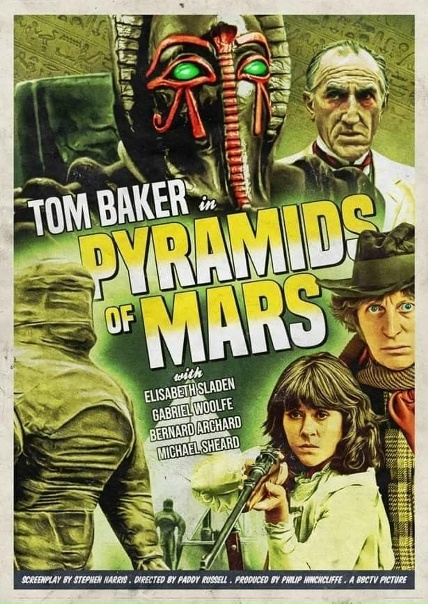 TOM BAKER in
PYRAMIDS
OF MARS
with
ELISABETH SLADEN
GABRIEL WOOLFE
BERNARD ARCHARD
MICHAEL SHEARD
SCREENPLAY BY STEPHEN HARRIS . DIRECTED BY PADDY RUSSELL . PRODUCED BY PHILIP HINCHCLIFFE . A BBCTV PICTURE